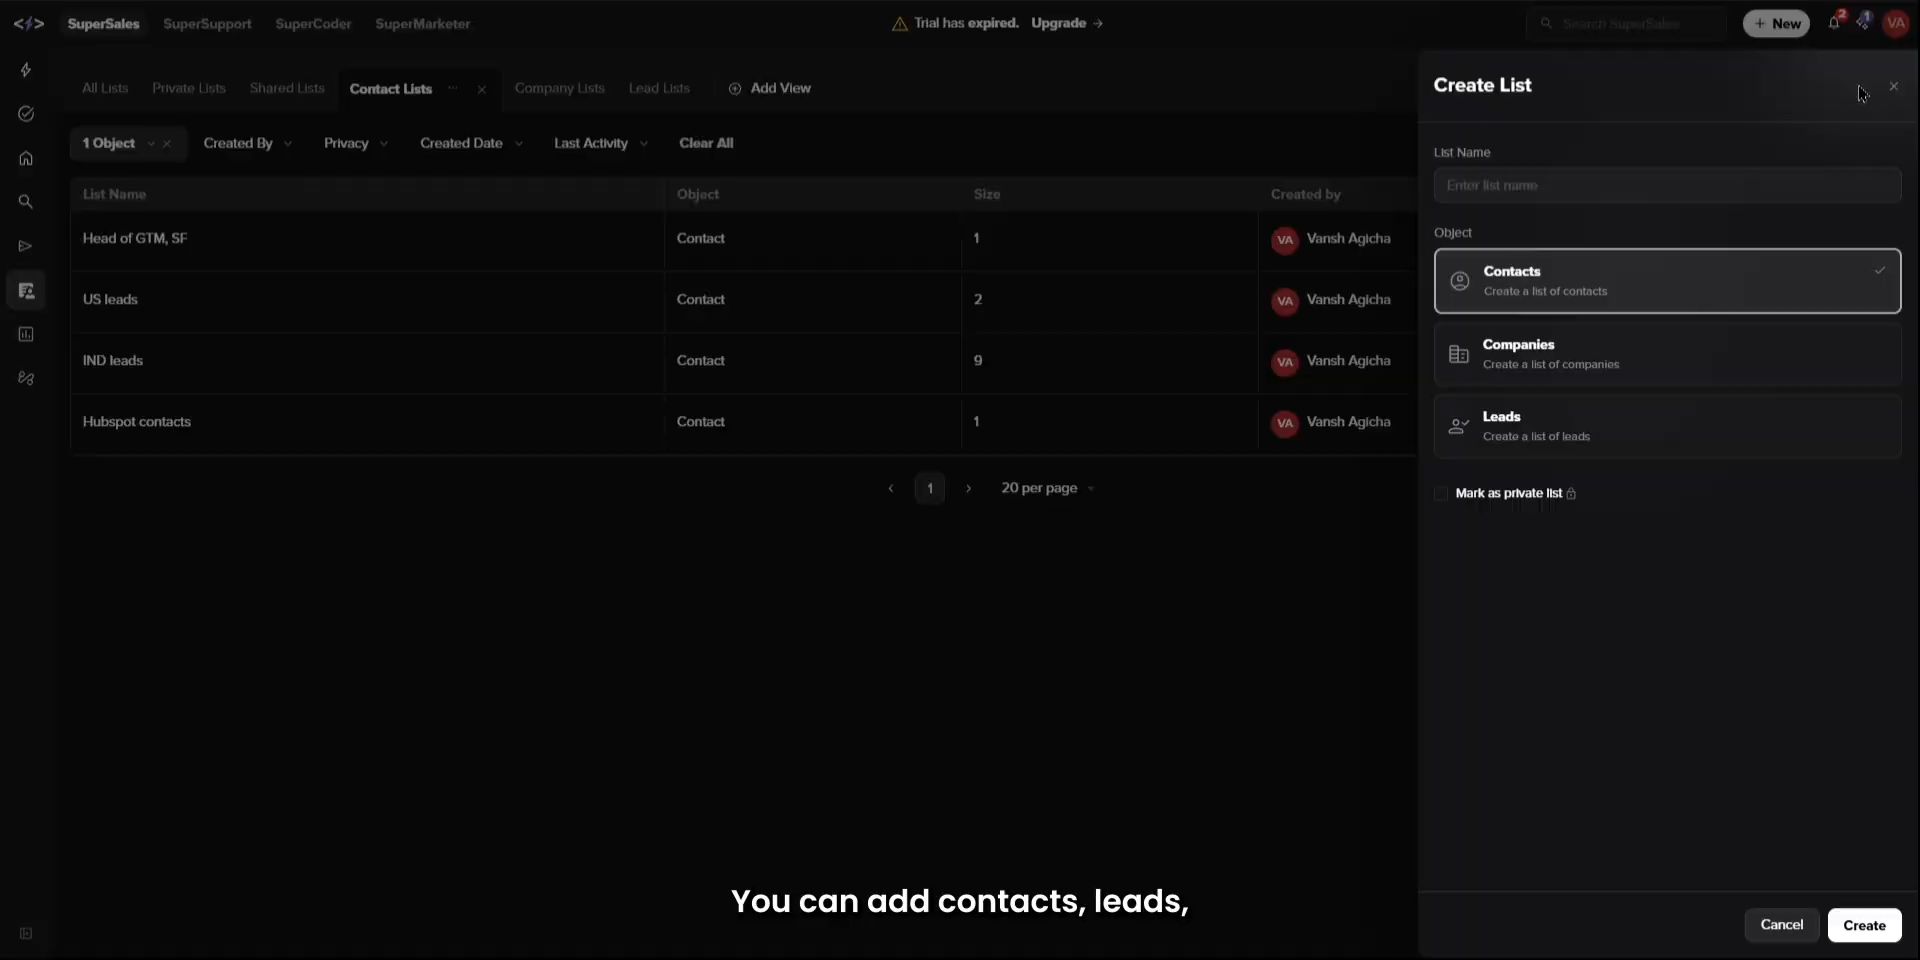 SuperSales SuperSupport SuperCoder SuperMarketer
Trial has expired. Upgrade →
Search SuperSales
+ New
2
1
VA
All Lists Private Lists Shared Lists Contact Lists ··· × Company Lists Lead Lists Add View
1 Object Created By Privacy Created Date Last Activity Clear All
List Name Object Size Created by
Head of GTM, SF Contact 1 VA Vansh Agicha
US leads Contact 2 VA Vansh Agicha
IND leads Contact 9 VA Vansh Agicha
Hubspot contacts Contact 1 VA Vansh Agicha
1 20 per page
Create List
List Name
Enter list name
Object
Contacts
Create a list of contacts
Companies
Create a list of companies
Leads
Create a list of leads
Mark as private list
You can add contacts, leads,
Cancel Create